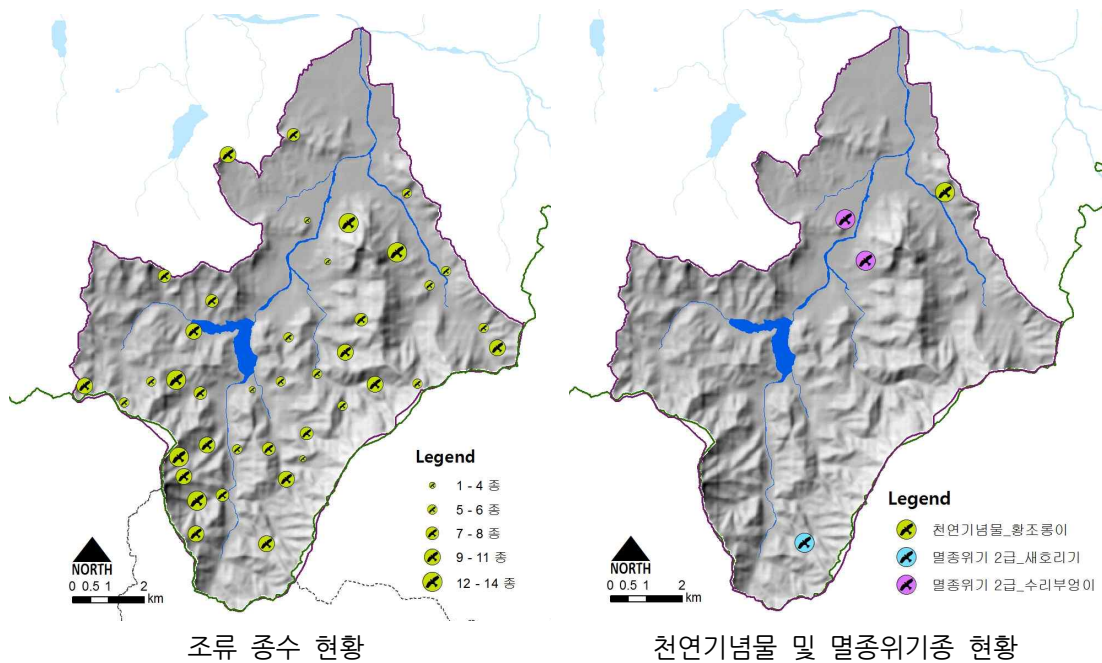 Legend
1 - 4 종
5 - 6 종
7 - 8 종
9 - 11 종
12 - 14 종
NORTH
0 0.5 1 2
km
조류 종수 현황
Legend
천연기념물_황조롱이
멸종위기 2급_새호리기
멸종위기 2급_수리부엉이
NORTH
0 0.5 1 2
km
천연기념물 및 멸종위기종 현황